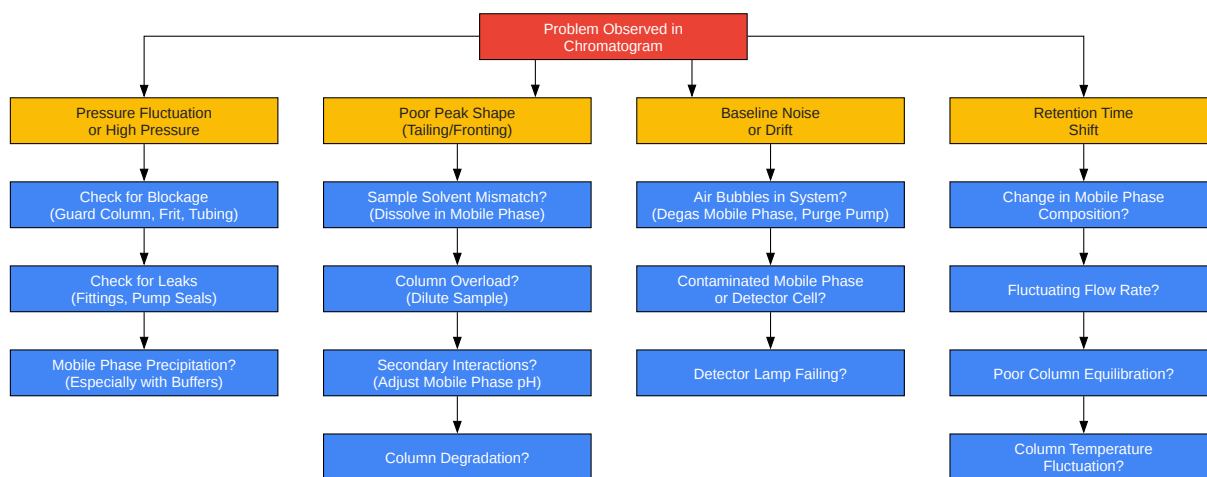 Problem Observed in
Chromatogram
Pressure Fluctuation
or High Pressure
Poor Peak Shape
(Tailing/Fronting)
Baseline Noise
or Drift
Retention Time
Shift
Check for Blockage
(Guard Column, Frit, Tubing)
Sample Solvent Mismatch?
(Dissolve in Mobile Phase)
Air Bubbles in System?
(Degas Mobile Phase, Purge Pump)
Change in Mobile Phase
Composition?
Check for Leaks
(Fittings, Pump Seals)
Column Overload?
(Dilute Sample)
Contaminated Mobile Phase
or Detector Cell?
Fluctuating Flow Rate?
Mobile Phase Precipitation?
(Especially with Buffers)
Secondary Interactions?
(Adjust Mobile Phase pH)
Detector Lamp Failing?
Poor Column Equilibration?
Column Degradation?
Column Temperature
Fluctuation?